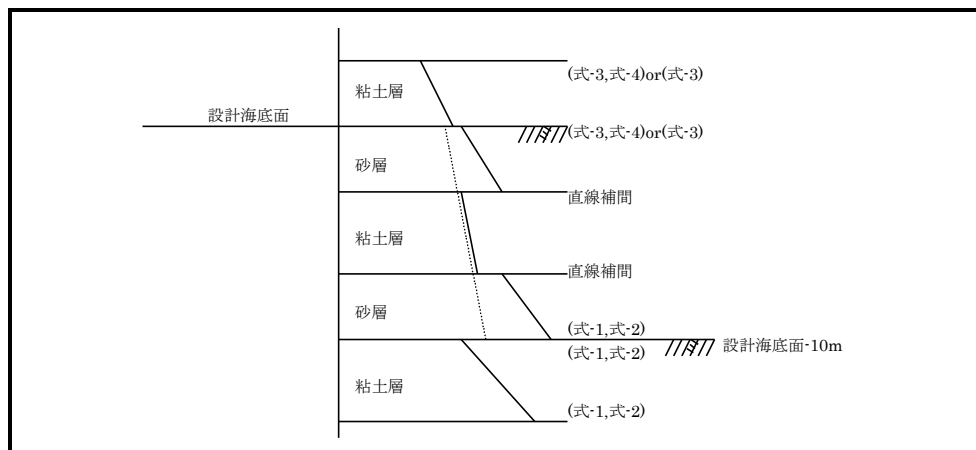 (式-3,式-4)or(式-3)
粘土層
設計海底面
(式-3,式-4)or(式-3)
砂層
直線補間
粘土層
直線補間
砂層
(式-1,式-2)
設計海底面-10m
(式-1,式-2)
粘土層
(式-1,式-2)